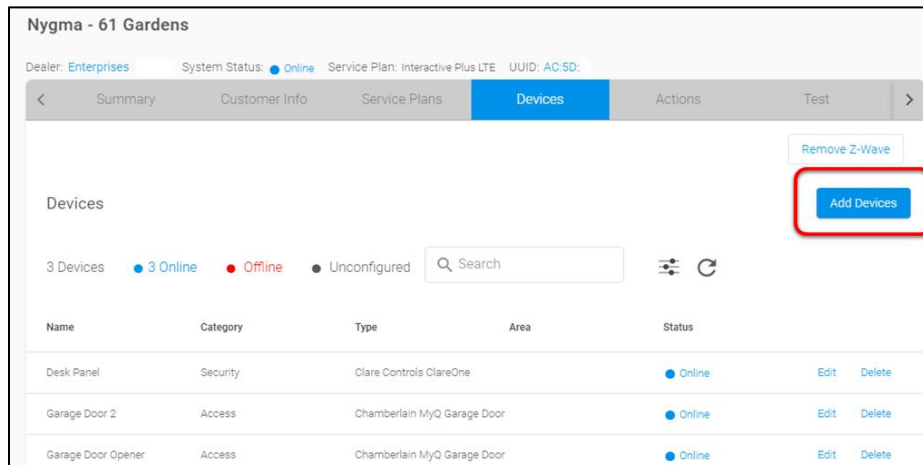 Nygma - 61 Gardens
Dealer: Enterprises System Status: Online Service Plan: Interactive Plus LTE UUID: AC:5D:
Summary Customer Info Service Plans Devices Actions Test
Remove Z-Wave
Devices Add Devices
3 Devices 3 Online Offline Unconfigured Search
Name Category Type Area Status
Desk Panel Security Clare Controls ClareOne Online Edit Delete
Garage Door 2 Access Chamberlain MyQ Garage Door Online Edit Delete
Garage Door Opener Access Chamberlain MyQ Garage Door Online Edit Delete